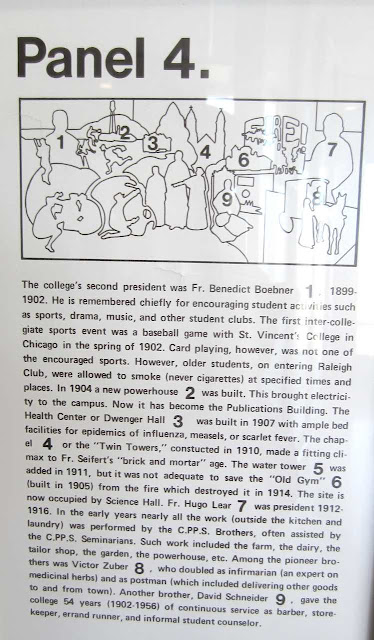 Panel 4.
1
2
3
4
6
7
9
8
The college's second president was Fr. Benedict Boebner 1, 1899-
1902. He is remembered chiefly for encouraging student activities such
as sports, drama, music, and other student clubs. The first inter-colle-
giate sports event was a baseball game with St. Vincent's College in
Chicago in the spring of 1902. Card playing, however, was not one of
the encouraged sports. However, older students, on entering Raleigh
Club, were allowed to smoke (never cigarettes) at specified times and
places. In 1904 a new powerhouse 2 was built. This brought electrici-
ty to the campus. Now it has become the Publications Building. The
Health Center or Dwenger Hall 3 was built in 1907 with ample bed
facilities for epidemics of influenza, measels, or scarlet fever. The chap-
el 4 or the "Twin Towers," constucted in 1910, made a fitting cli-
max to Fr. Seifert's "brick and mortar" age. The water tower 5 was
added in 1911, but it was not adequate to save the "Old Gym" 6
(built in 1905) from the fire which destroyed it in 1914. The site is
now occupied by Science Hall. Fr. Hugo Lear 7 was president 1912-
1916. In the early years nearly all the work (outside the kitchen and
laundry) was performed by the C.PP.S. Brothers, often assisted by
the C.PP.S. Seminarians. Such work included the farm, the dairy, the
tailor shop, the garden, the powerhouse, etc. Among the pioneer bro-
thers was Victor Zuber 8, who doubled as infirmarian (an expert on
medicinal herbs) and as postman (which included delivering other goods
to and from town). Another brother, David Schneider 9, gave the
college 54 years (1902-1956) of continuous service as barber, store-
keeper, errand runner, and informal student counselor.